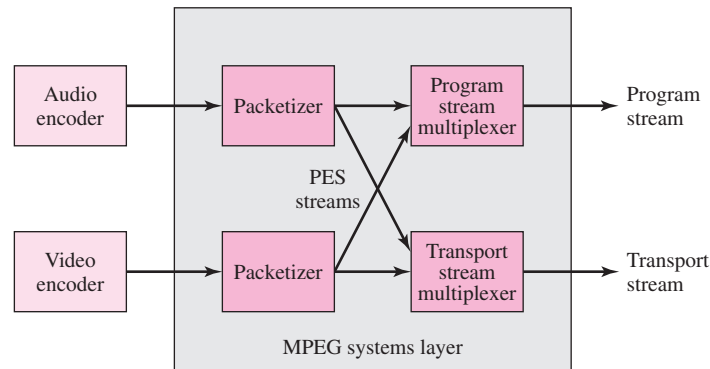 Audio
encoder
Packetizer
Program
stream
multiplexer
Program
stream
PES
streams
Video
encoder
Packetizer
Transport
stream
multiplexer
Transport
stream
MPEG systems layer